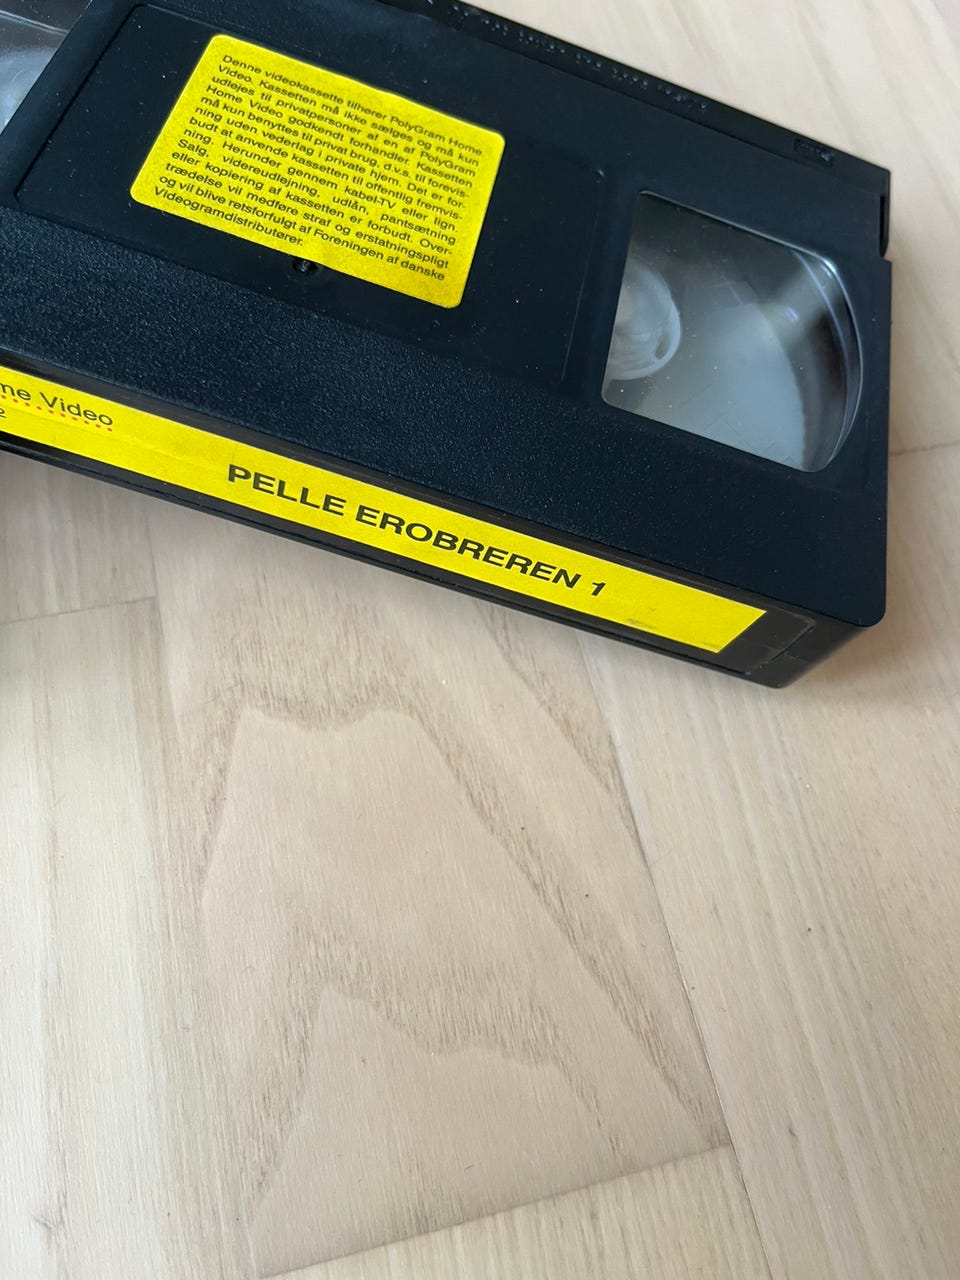 Denne videokassette tilhører PolyGram Home
Video. Kassetten må ikke sælges og må kun
udlejes til privatpersoner af en af PolyGram
Home Video godkendt forhandler. Kassetten
må kun benyttes til privat brug, d.v.s. til forevis-
ning uden vederlag i private hjem. Det er for-
budt at anvende kassetten til offentlig fremvis-
ning. Herunder gennem kabel-TV eller lign.
Salg, videreudlejning, udlån, pantsætning
eller kopiering af kassetten er forbudt. Over-
trædelse vil medføre straf og erstatningspligt
og vil blive retsforfulgt af Foreningen af danske
Videogramdistributører.
me Video
2
PELLE EROBREREN 1